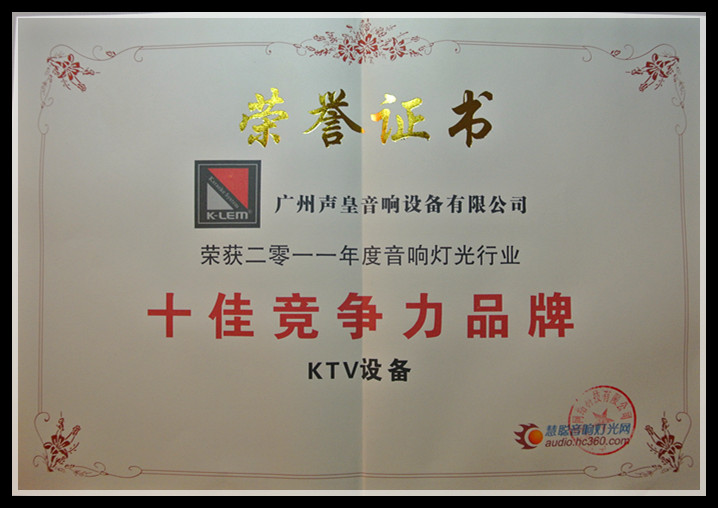 荣誉证书
K-LEM
广州声皇音响设备有限公司
荣获二零一一年度音响灯光行业
十佳竞争力品牌
KTV设备
慧聪音响灯光网
audio.hc360.com